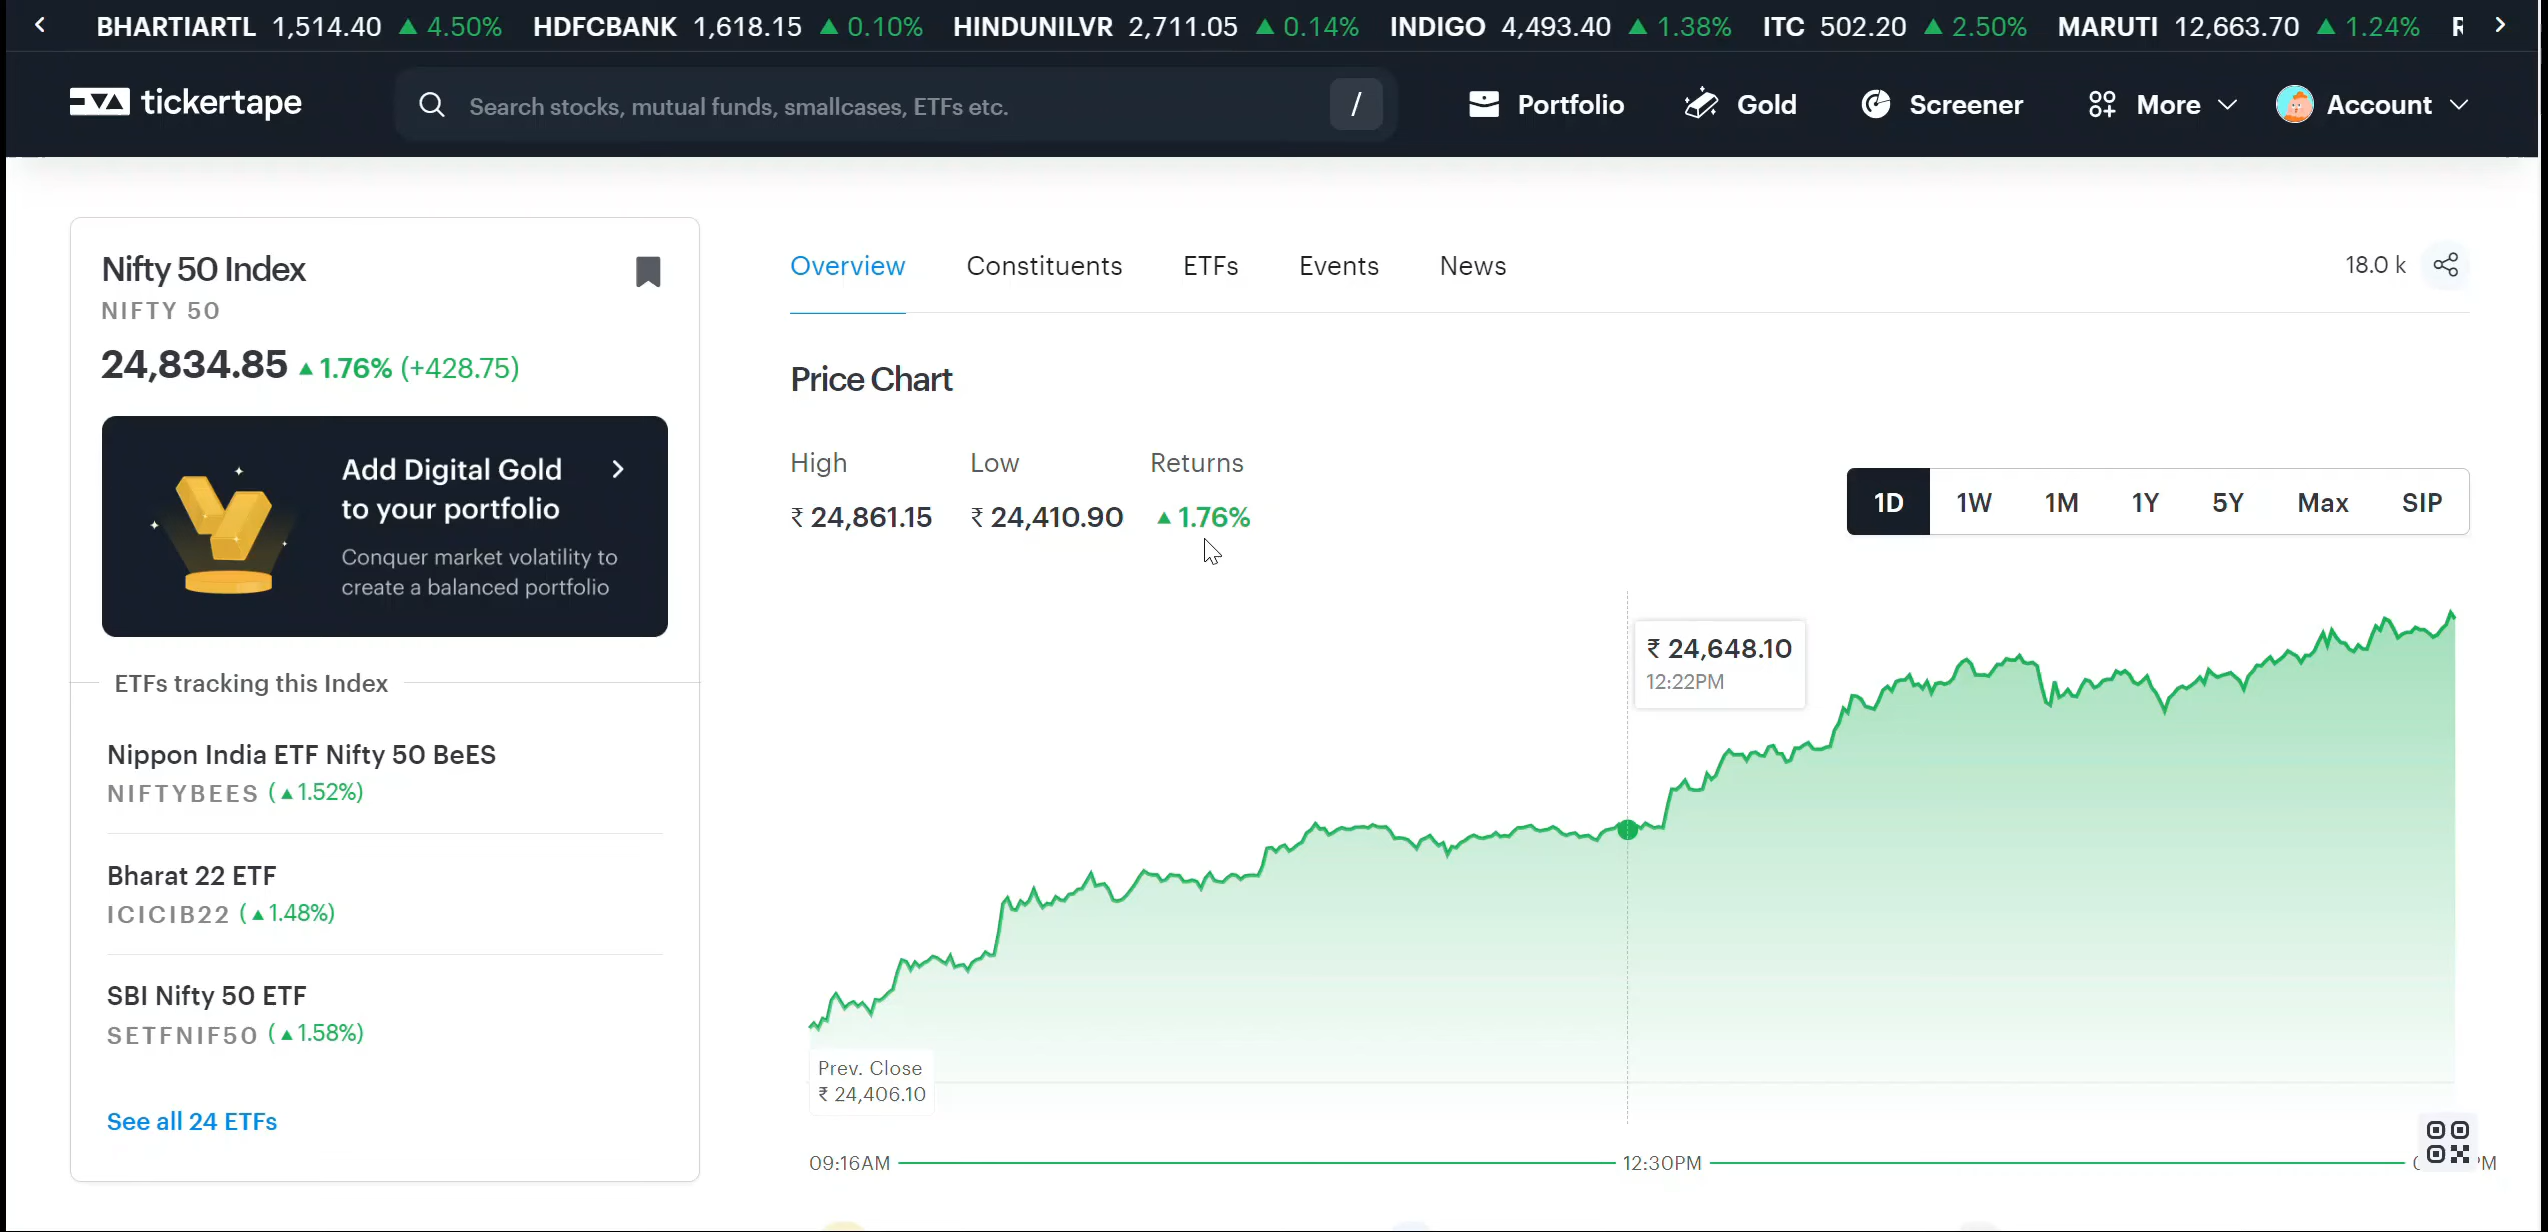 BHARTIARTL 1,514.40 ▲ 4.50% HDFCBANK 1,618.15 ▲ 0.10% HINDUNILVR 2,711.05 ▲ 0.14% INDIGO 4,493.40 ▲ 1.38% ITC 502.20 ▲ 2.50% MARUTI 12,663.70 ▲ 1.24%
tickertape
Search stocks, mutual funds, smallcases, ETFs etc.
/
Portfolio
Gold
Screener
More
Account
Nifty 50 Index
NIFTY 50
24,834.85 ▲ 1.76% (+428.75)
Add Digital Gold
to your portfolio
Conquer market volatility to
create a balanced portfolio
ETFs tracking this Index
Nippon India ETF Nifty 50 BeES
NIFTYBEES (▲1.52%)
Bharat 22 ETF
ICICIB22 (▲1.48%)
SBI Nifty 50 ETF
SETFNIF50 (▲1.58%)
See all 24 ETFs
Overview Constituents ETFs Events News
18.0 k
Price Chart
High Low Returns
₹ 24,861.15 ₹ 24,410.90 ▲ 1.76%
1D 1W 1M 1Y 5Y Max SIP
₹ 24,648.10
12:22PM
Prev. Close
₹ 24,406.10
09:16AM 12:30PM